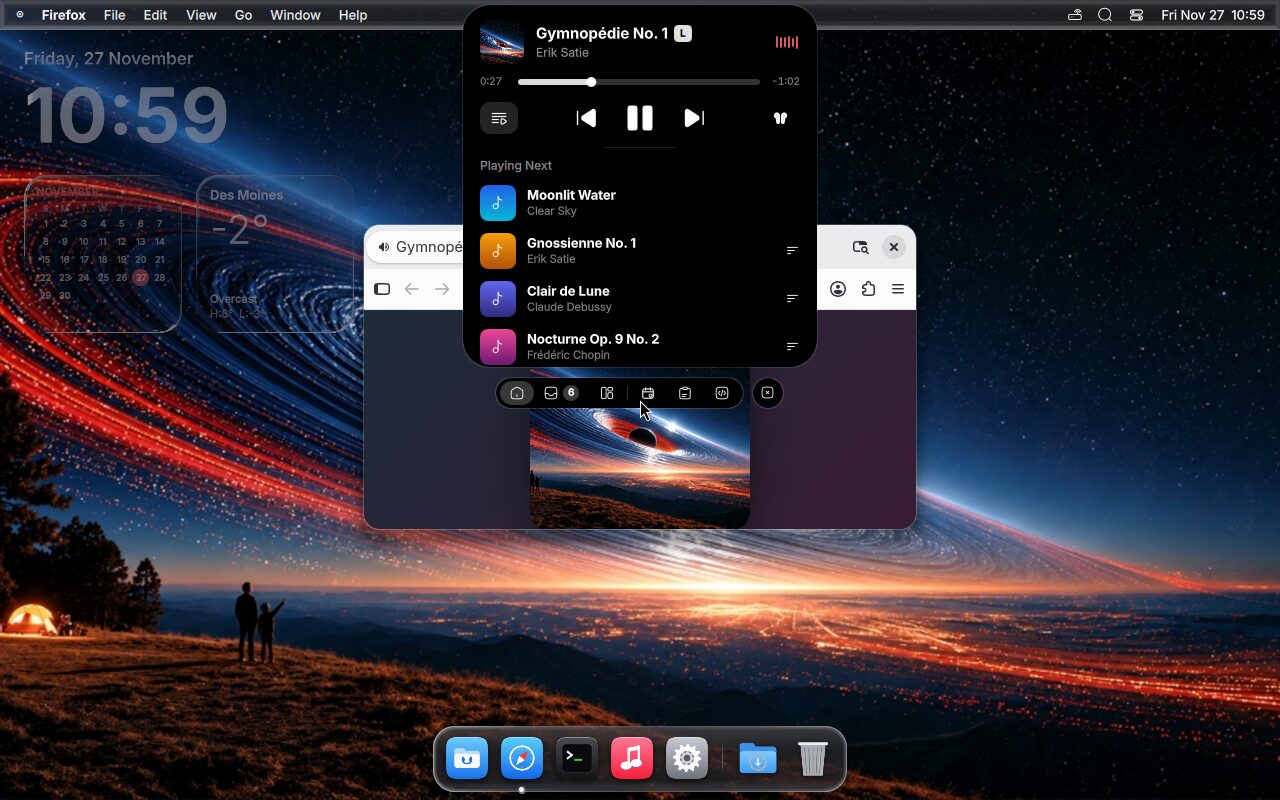 Firefox File Edit View Go Window Help
Fri Nov 27 10:59
Friday, 27 November
10:59
NOVEMBER
S M T W T F S
1 2 3 4 5 6 7
8 9 10 11 12 13 14
15 16 17 18 19 20 21
22 23 24 25 26 27 28
29 30
Des Moines
-2°
Overcast
H:8° L:-3°
Gymnopédie No. 1 L
Erik Satie
0:27
-1:02
Playing Next
Moonlit Water
Clear Sky
Gnossienne No. 1
Erik Satie
Clair de Lune
Claude Debussy
Nocturne Op. 9 No. 2
Frédéric Chopin
6
Gymnopé